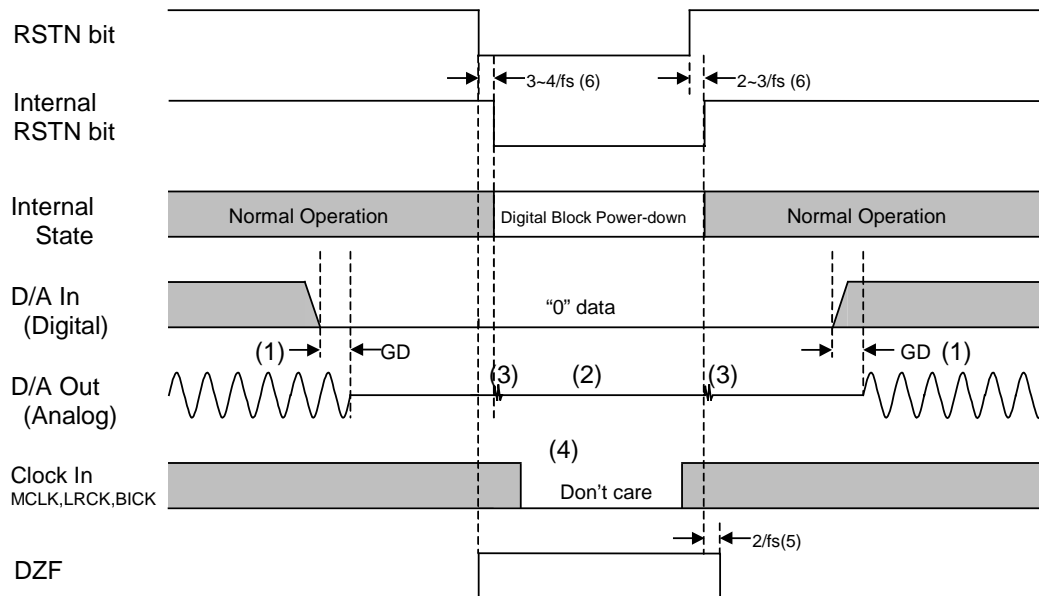 RSTN bit
3~4/fs (6)
2~3/fs (6)
Internal
RSTN bit
Internal
State
Normal Operation
Digital Block Power-down
Normal Operation
D/A In
(Digital)
“0” data
(1)
GD
GD
(1)
D/A Out
(Analog)
(3)
(2)
(3)
(4)
Clock In
MCLK,LRCK,BICK
Don’t care
2/fs(5)
DZF